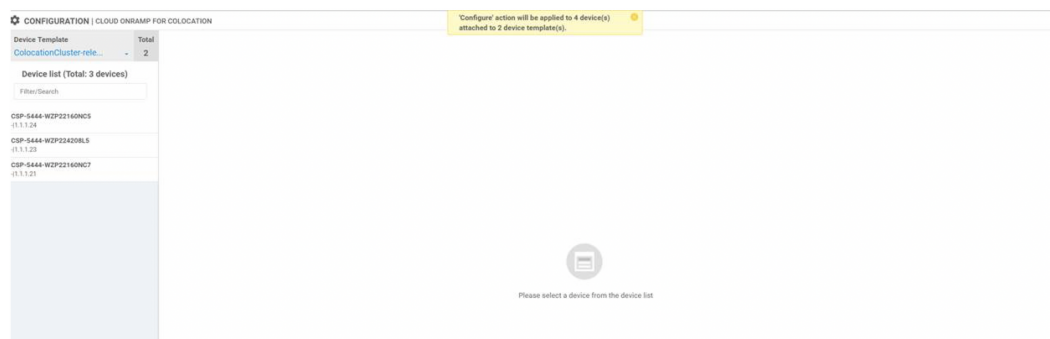 CONFIGURATION | CLOUD ONRAMP FOR COLOCATION
'Configure' action will be applied to 4 device(s)
attached to 2 device template(s).
Device Template Total
ColocationCluster-rele... 2
Device list (Total: 3 devices)
Filter/Search
CSP-5444-WZP22160NC5
-|1.1.1.24
CSP-5444-WZP224208L5
-|1.1.1.23
CSP-5444-WZP22160NC7
-|1.1.1.21
Please select a device from the device list